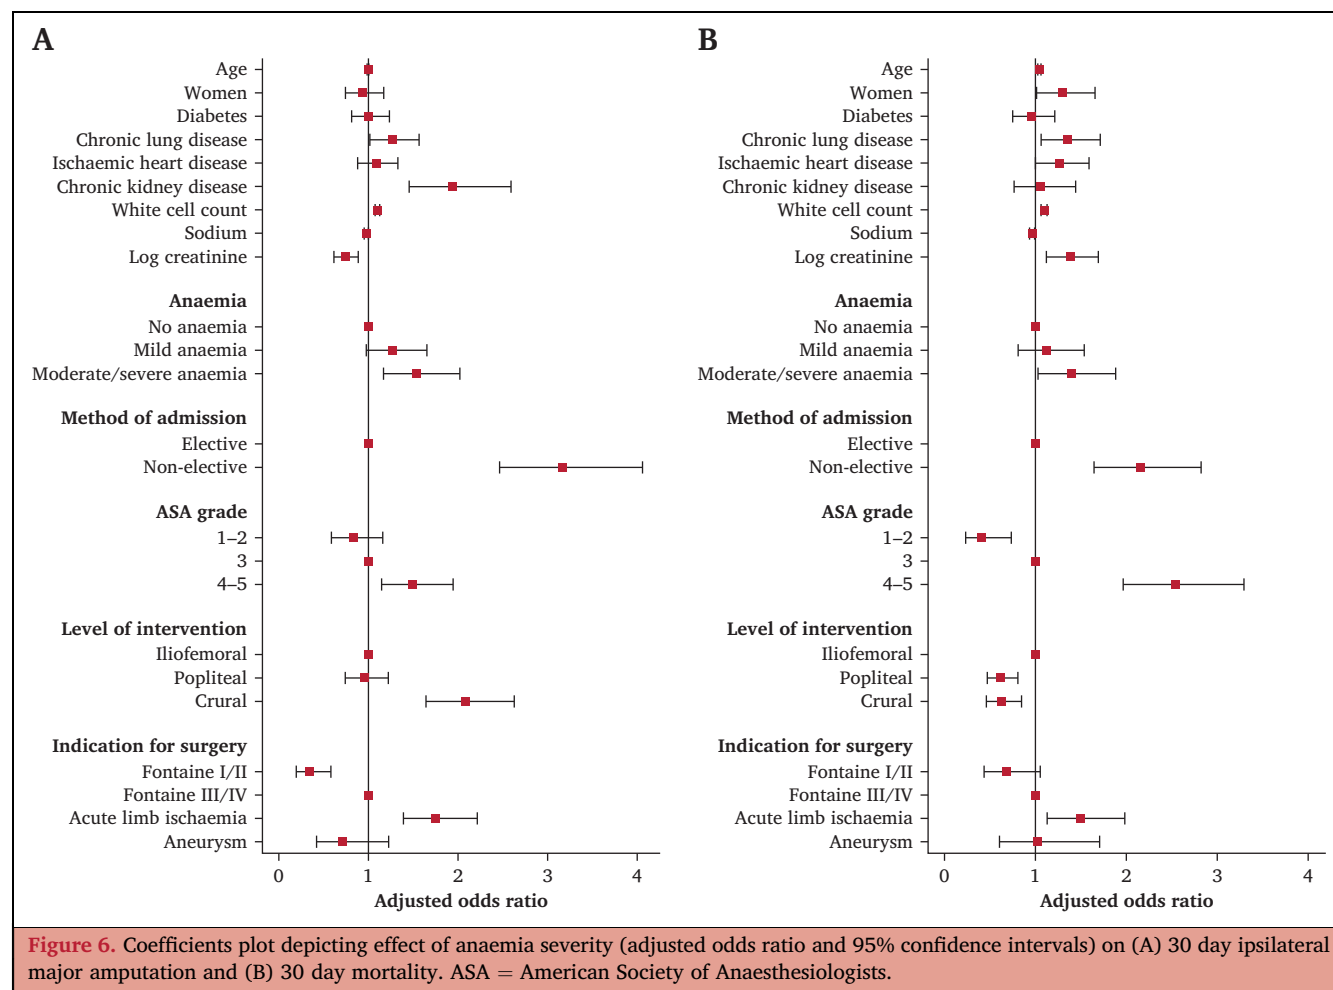 A
Age
Women
Diabetes
Chronic lung disease
Ischaemic heart disease
Chronic kidney disease
White cell count
Sodium
Log creatinine
Anaemia
No anaemia
Mild anaemia
Moderate/severe anaemia
Method of admission
Elective
Non-elective
ASA grade
1–2
3
4–5
Level of intervention
Iliofemoral
Popliteal
Crural
Indication for surgery
Fontaine I/II
Fontaine III/IV
Acute limb ischaemia
Aneurysm
0 1 2 3 4
Adjusted odds ratio
B
Age
Women
Diabetes
Chronic lung disease
Ischaemic heart disease
Chronic kidney disease
White cell count
Sodium
Log creatinine
Anaemia
No anaemia
Mild anaemia
Moderate/severe anaemia
Method of admission
Elective
Non-elective
ASA grade
1–2
3
4–5
Level of intervention
Iliofemoral
Popliteal
Crural
Indication for surgery
Fontaine I/II
Fontaine III/IV
Acute limb ischaemia
Aneurysm
0 1 2 3 4
Adjusted odds ratio
Figure 6. Coefficients plot depicting effect of anaemia severity (adjusted odds ratio and 95% confidence intervals) on (A) 30 day ipsilateral
major amputation and (B) 30 day mortality. ASA = American Society of Anaesthesiologists.